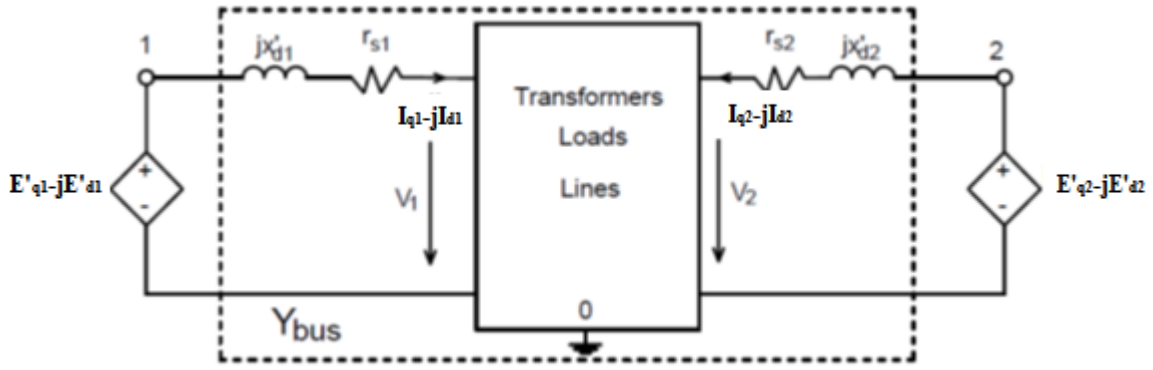 1
jx'd1
rs1
Iq1-jId1
E'q1-jE'd1
V1
Transformers
Loads
Lines
0
rs2
jx'd2
2
Iq2-jId2
V2
E'q2-jE'd2
+
-
+
-
Ybus